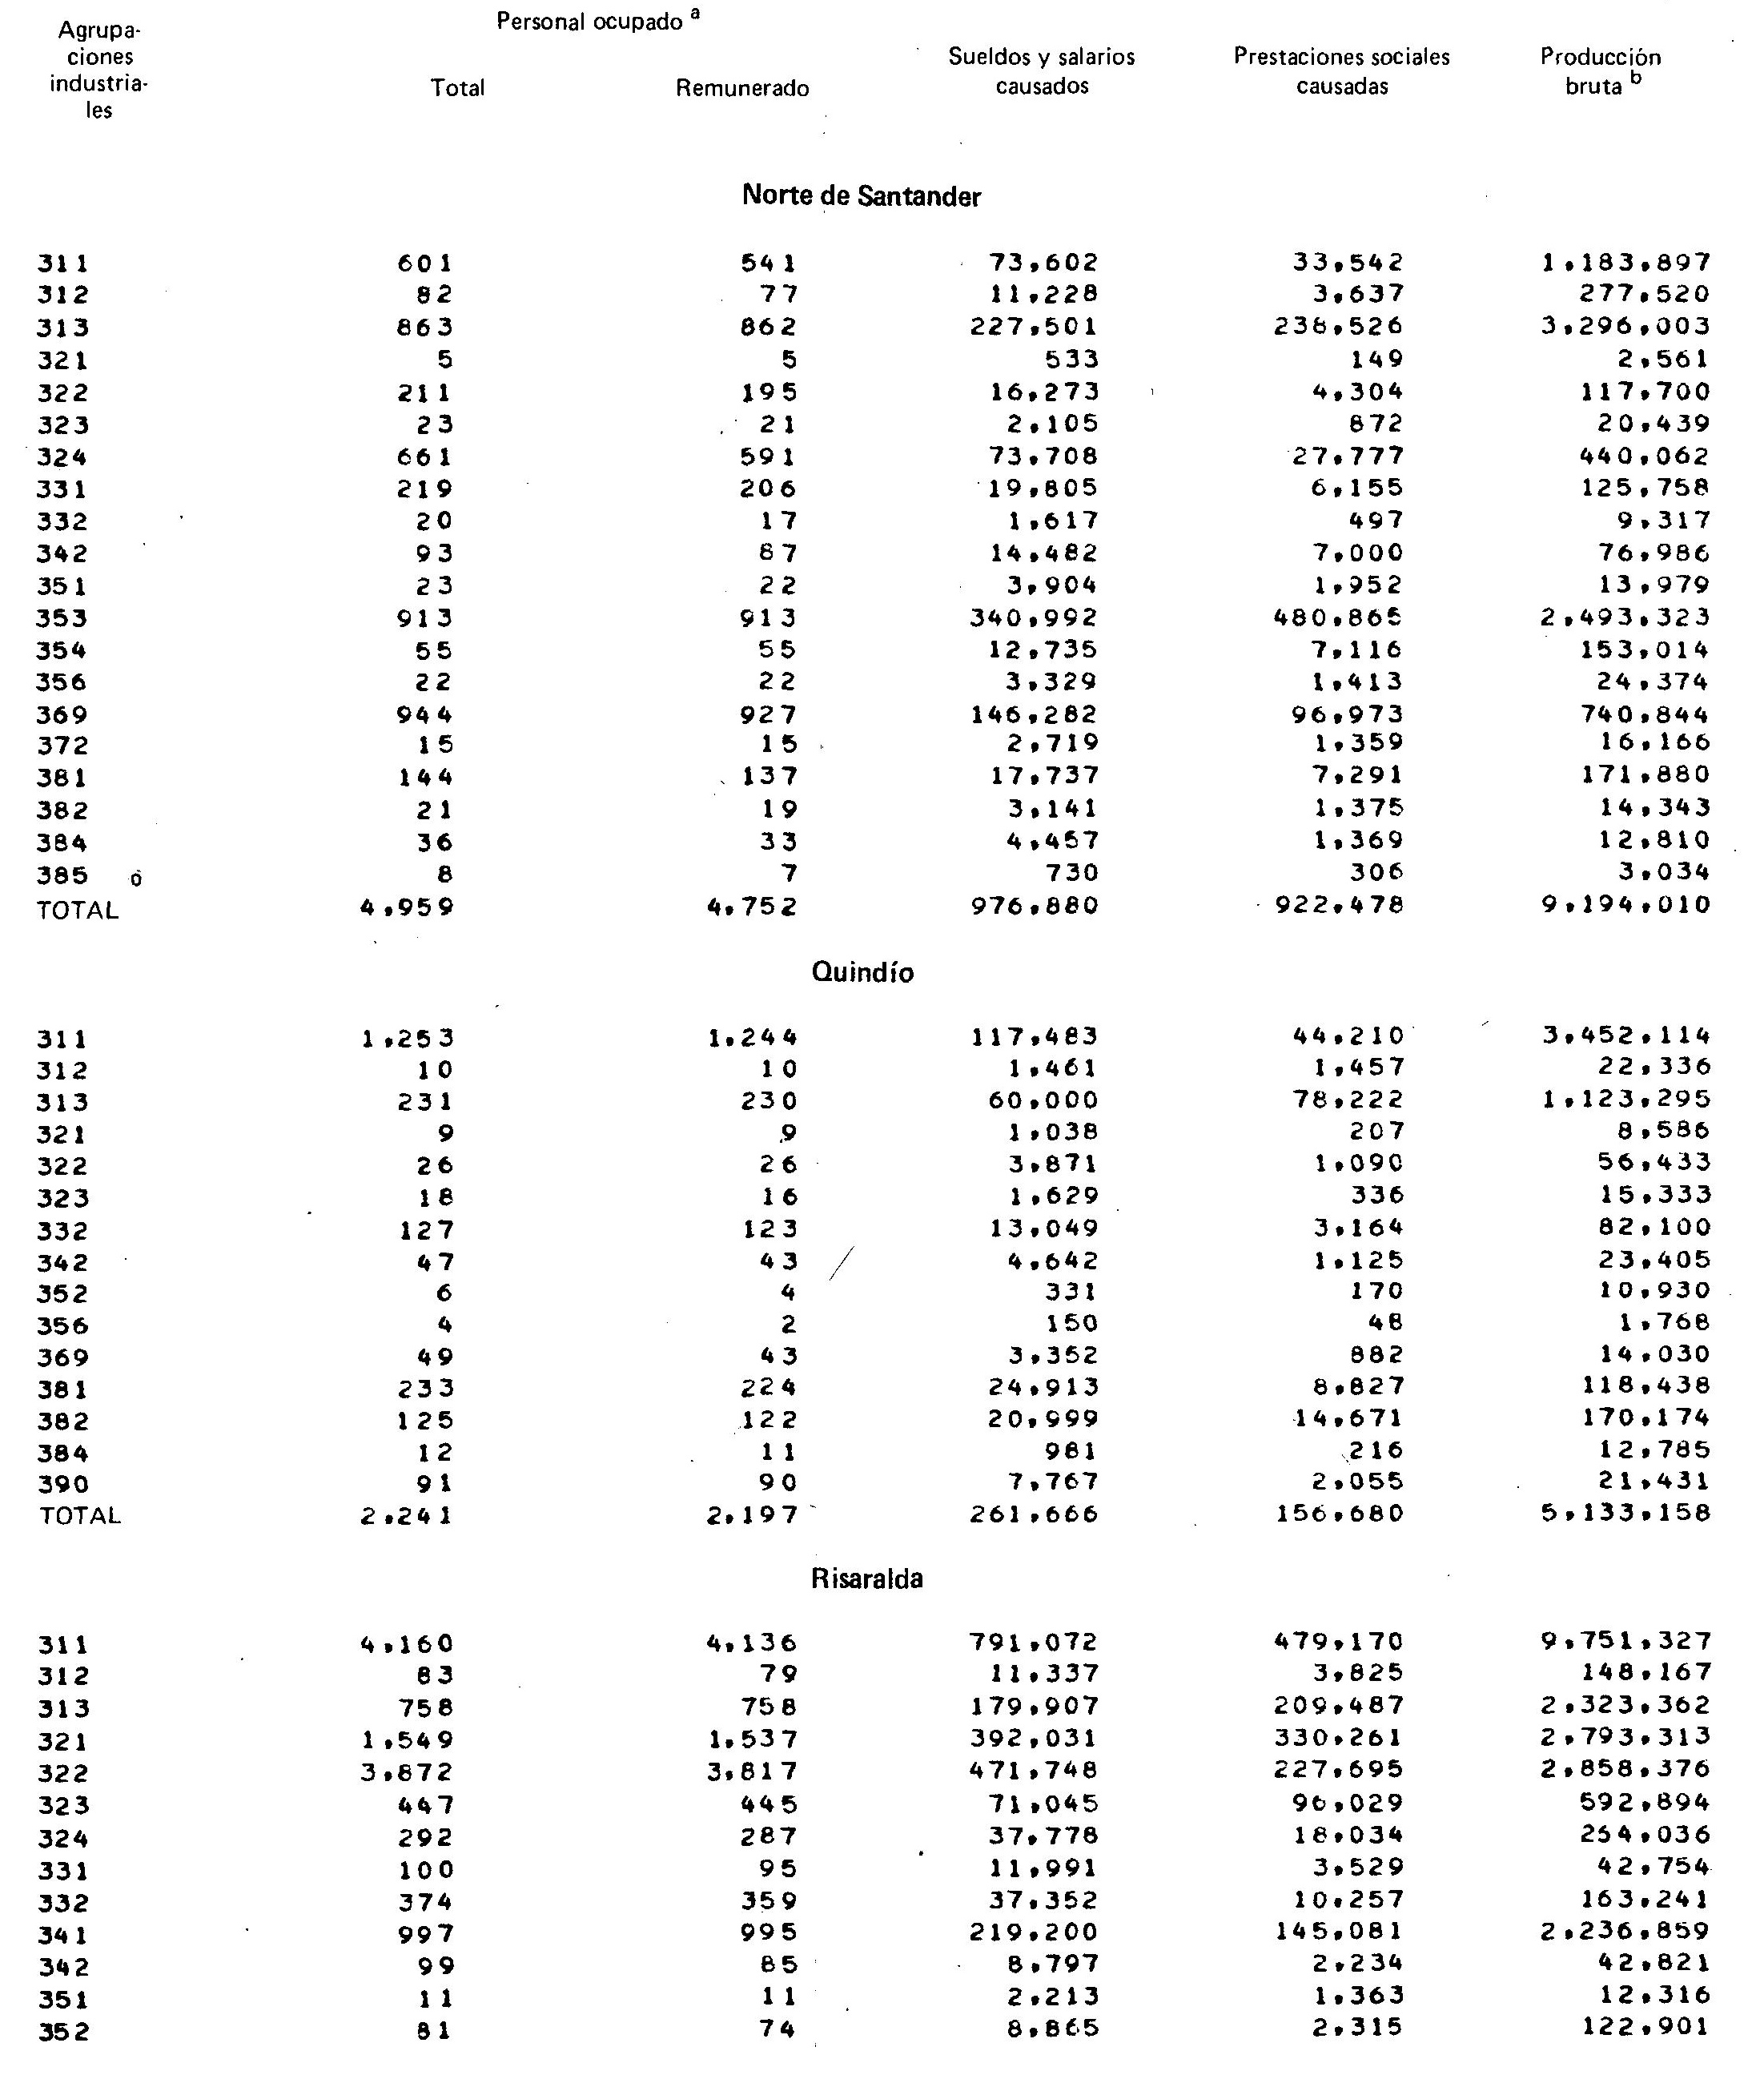 Agrupa-
ciones
industria-
les
Personal ocupado a
Total Remunerado
Sueldos y salarios
causados
Prestaciones sociales
causadas
Producción
bruta b
Norte de Santander
311 601 541 73,602 33,542 1,183,897
312 82 77 11,228 3,637 277,520
313 863 862 227,501 238,526 3,296,003
321 5 5 533 149 2,561
322 211 195 16,273 4,304 117,700
323 23 21 2,105 872 20,439
324 661 591 73,708 27,777 440,062
331 219 206 19,805 6,155 125,758
332 20 17 1,617 497 9,317
342 93 87 14,482 7,000 76,986
351 23 22 3,904 1,952 13,979
353 913 913 340,992 480,865 2,493,323
354 55 55 12,735 7,116 153,014
356 22 22 3,329 1,413 24,374
369 944 927 146,282 96,973 740,844
372 15 15 2,719 1,359 16,166
381 144 137 17,737 7,291 171,880
382 21 19 3,141 1,375 14,343
384 36 33 4,457 1,369 12,810
385 8 7 730 306 3,034
TOTAL 4,959 4,752 976,880 922,478 9,194,010
Quindío
311 1,253 1,244 117,483 44,210 3,452,114
312 10 10 1,461 1,457 22,336
313 231 230 60,000 78,222 1,123,295
321 9 9 1,038 207 8,586
322 26 26 3,871 1,090 56,433
323 18 16 1,629 336 15,333
332 127 123 13,049 3,164 82,100
342 47 43 4,642 1,125 23,405
352 6 4 331 170 10,930
356 4 2 150 48 1,768
369 49 43 3,352 882 14,030
381 233 224 24,913 8,827 118,438
382 125 122 20,999 14,671 170,174
384 12 11 981 216 12,785
390 91 90 7,767 2,055 21,431
TOTAL 2,241 2,197 261,666 156,680 5,133,158
Risaralda
311 4,160 4,136 791,072 479,170 9,751,327
312 83 79 11,337 3,825 148,167
313 758 758 179,907 209,487 2,323,362
321 1,549 1,537 392,031 330,261 2,793,313
322 3,872 3,817 471,748 227,695 2,858,376
323 447 445 71,045 96,029 592,894
324 292 287 37,778 18,034 254,036
331 100 95 11,991 3,529 42,754
332 374 359 37,352 10,257 163,241
341 997 995 219,200 145,081 2,236,859
342 99 85 8,797 2,234 42,821
351 11 11 2,213 1,363 12,316
352 81 74 8,865 2,315 122,901